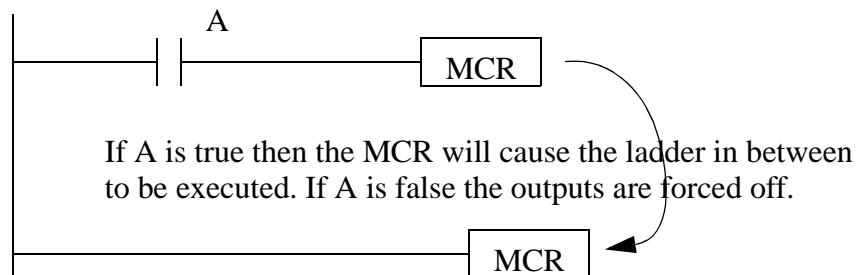 A
MCR
If A is true then the MCR will cause the ladder in between
to be executed. If A is false the outputs are forced off.
MCR